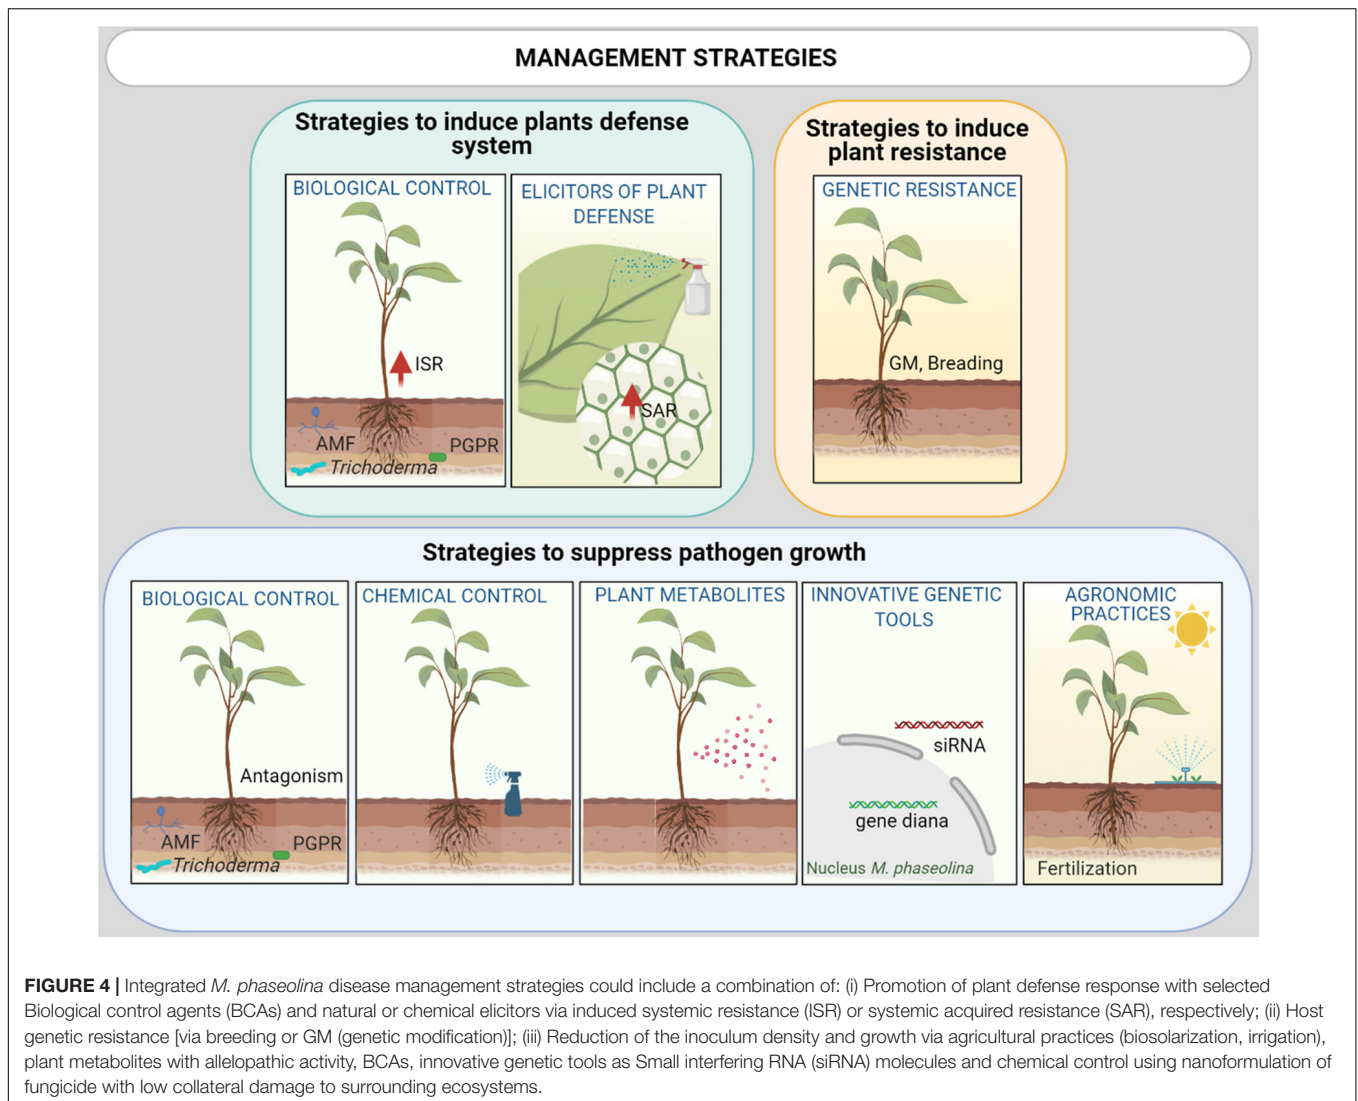 MANAGEMENT STRATEGIES
Strategies to induce plants defense
system
BIOLOGICAL CONTROL
ISR
AMF
PGPR
Trichoderma
ELICITORS OF PLANT
DEFENSE
SAR
Strategies to induce
plant resistance
GENETIC RESISTANCE
GM, Breading
Strategies to suppress pathogen growth
BIOLOGICAL CONTROL
Antagonism
AMF
PGPR
Trichoderma
CHEMICAL CONTROL
PLANT METABOLITES
INNOVATIVE GENETIC
TOOLS
siRNA
gene diana
Nucleus M. phaseolina
AGRONOMIC
PRACTICES
Fertilization
FIGURE 4 | Integrated M. phaseolina disease management strategies could include a combination of: (i) Promotion of plant defense response with selected
Biological control agents (BCAs) and natural or chemical elicitors via induced systemic resistance (ISR) or systemic acquired resistance (SAR), respectively; (ii) Host
genetic resistance [via breeding or GM (genetic modification)]; (iii) Reduction of the inoculum density and growth via agricultural practices (biosolarization, irrigation),
plant metabolites with allelopathic activity, BCAs, innovative genetic tools as Small interfering RNA (siRNA) molecules and chemical control using nanoformulation of
fungicide with low collateral damage to surrounding ecosystems.